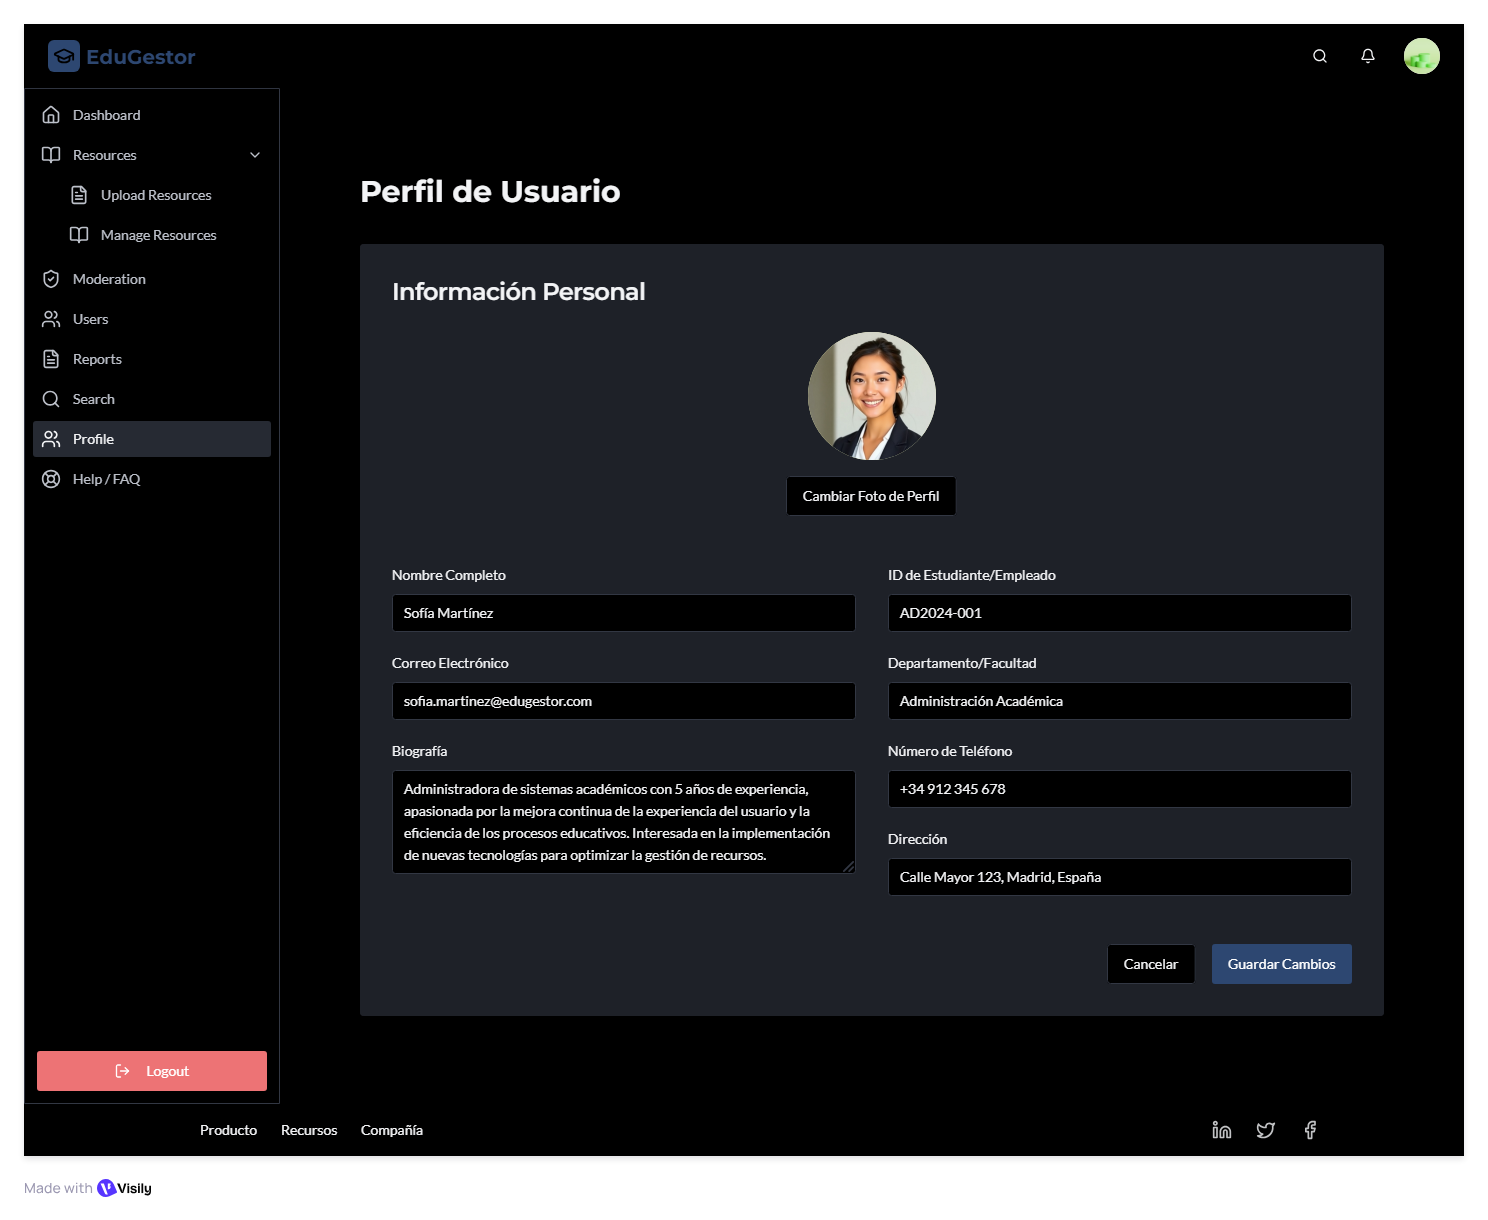 EduGestor
Dashboard
Resources
Upload Resources
Manage Resources
Moderation
Users
Reports
Search
Profile
Help / FAQ
Logout
Perfil de Usuario
Información Personal
Cambiar Foto de Perfil
Nombre Completo
Sofía Martínez
ID de Estudiante/Empleado
AD2024-001
Correo Electrónico
sofia.martinez@edugestor.com
Departamento/Facultad
Administración Académica
Biografía
Administradora de sistemas académicos con 5 años de experiencia,
apasionada por la mejora continua de la experiencia del usuario y la
eficiencia de los procesos educativos. Interesada en la implementación
de nuevas tecnologías para optimizar la gestión de recursos.
Número de Teléfono
+34 912 345 678
Dirección
Calle Mayor 123, Madrid, España
Cancelar
Guardar Cambios
Producto
Recursos
Compañía
Made with Visily